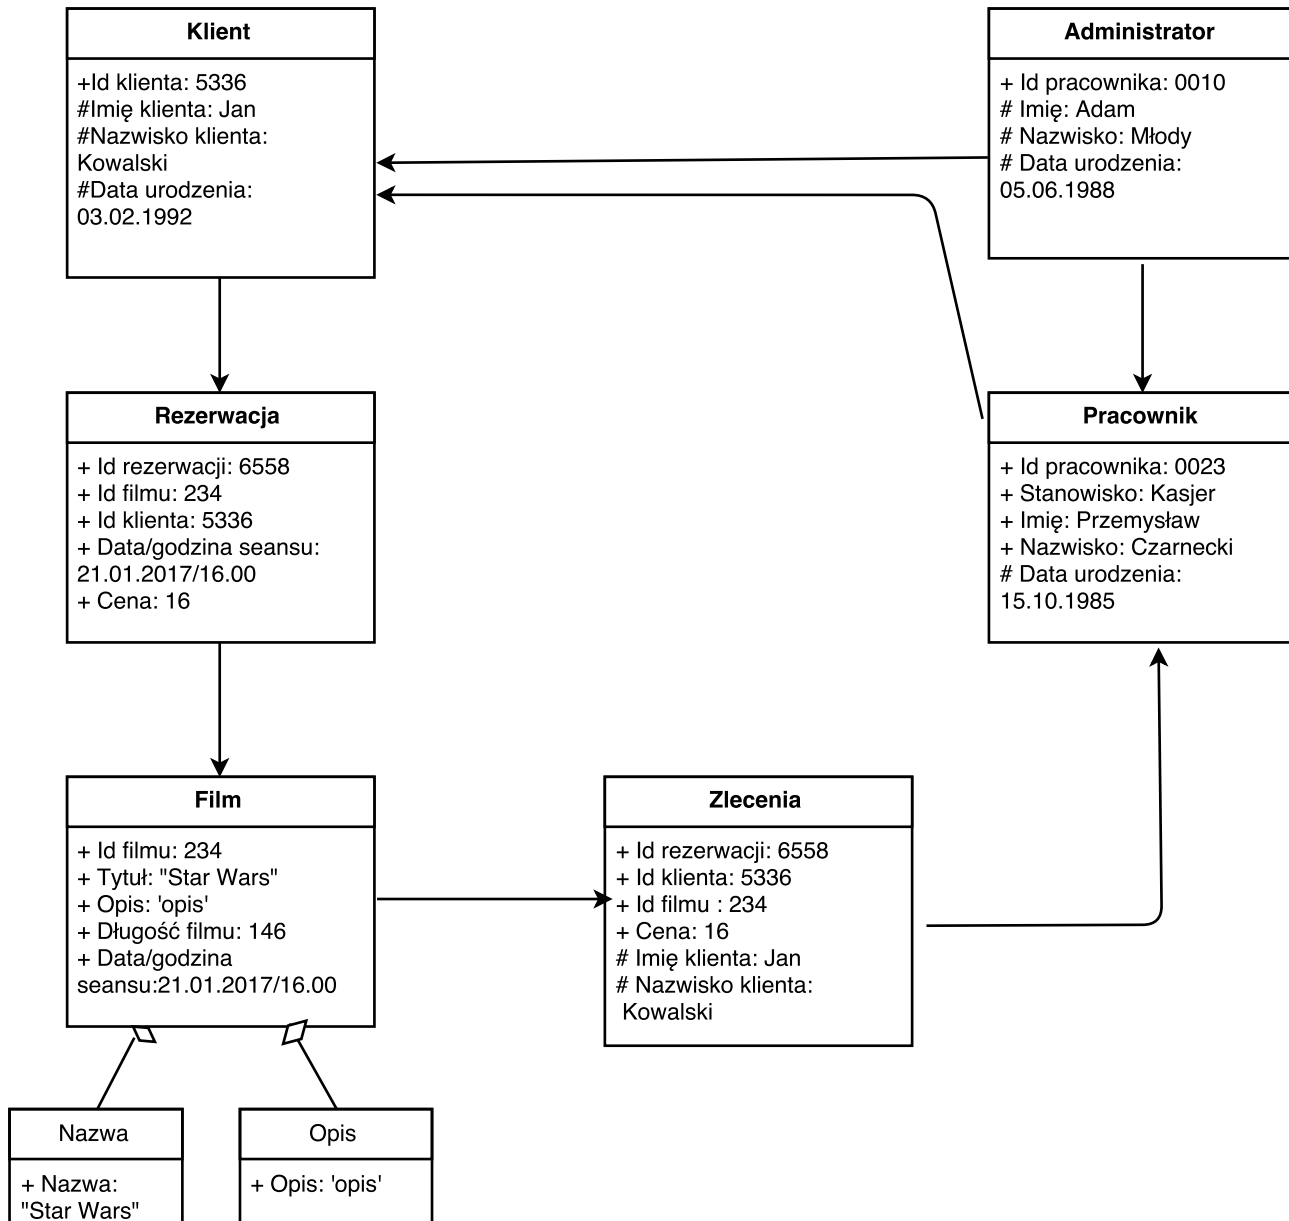 Klient
+Id klienta: 5336
#Imię klienta: Jan
#Nazwisko klienta:
Kowalski
#Data urodzenia:
03.02.1992
Administrator
+ Id pracownika: 0010
# Imię: Adam
# Nazwisko: Młody
# Data urodzenia:
05.06.1988
Rezerwacja
+ Id rezerwacji: 6558
+ Id filmu: 234
+ Id klienta: 5336
+ Data/godzina seansu:
21.01.2017/16.00
+ Cena: 16
Pracownik
+ Id pracownika: 0023
+ Stanowisko: Kasjer
+ Imię: Przemysław
+ Nazwisko: Czarnecki
# Data urodzenia:
15.10.1985
Film
+ Id filmu: 234
+ Tytuł: "Star Wars"
+ Opis: 'opis'
+ Długość filmu: 146
+ Data/godzina
seansu:21.01.2017/16.00
Zlecenia
+ Id rezerwacji: 6558
+ Id klienta: 5336
+ Id filmu : 234
+ Cena: 16
# Imię klienta: Jan
# Nazwisko klienta:
Kowalski
Nazwa
+ Nazwa:
"Star Wars"
Opis
+ Opis: 'opis'